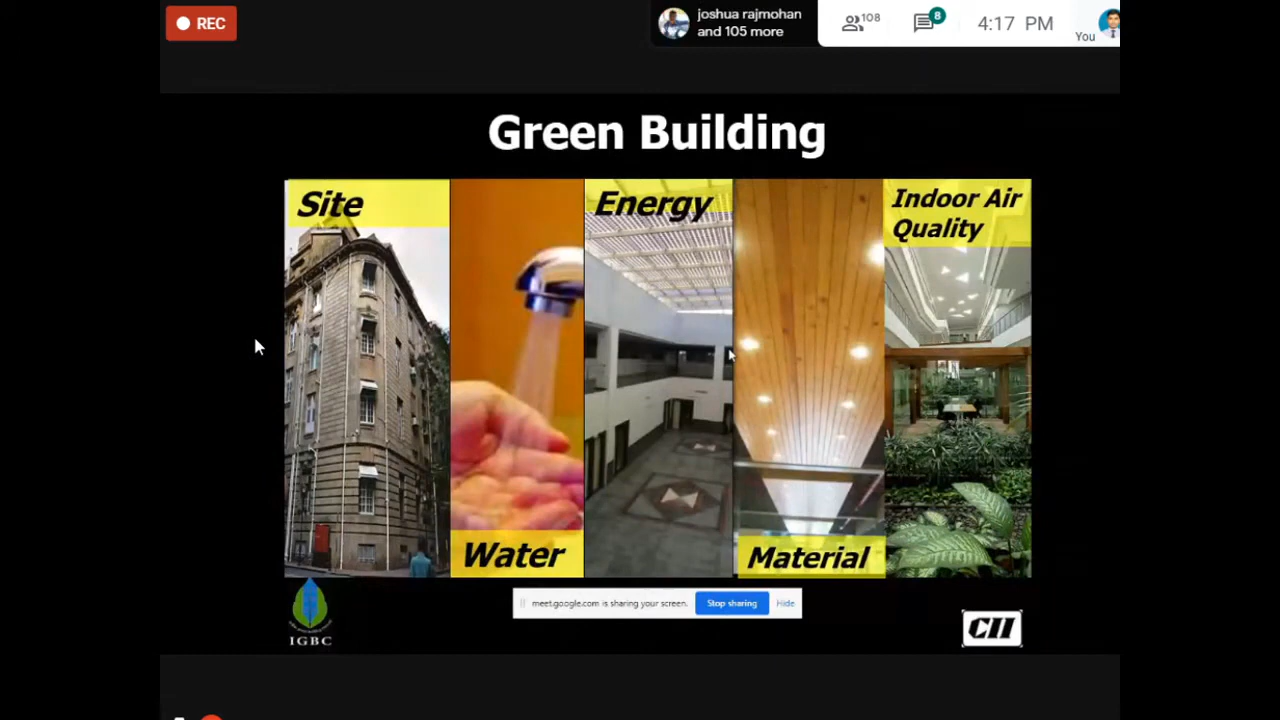 REC
joshua rajmohan
and 105 more
108
8
4:17 PM
You
Green Building
Site
Energy
Indoor Air
Quality
Water
Material
meet.google.com is sharing your screen.
Stop sharing
Hide
IGBC
CII